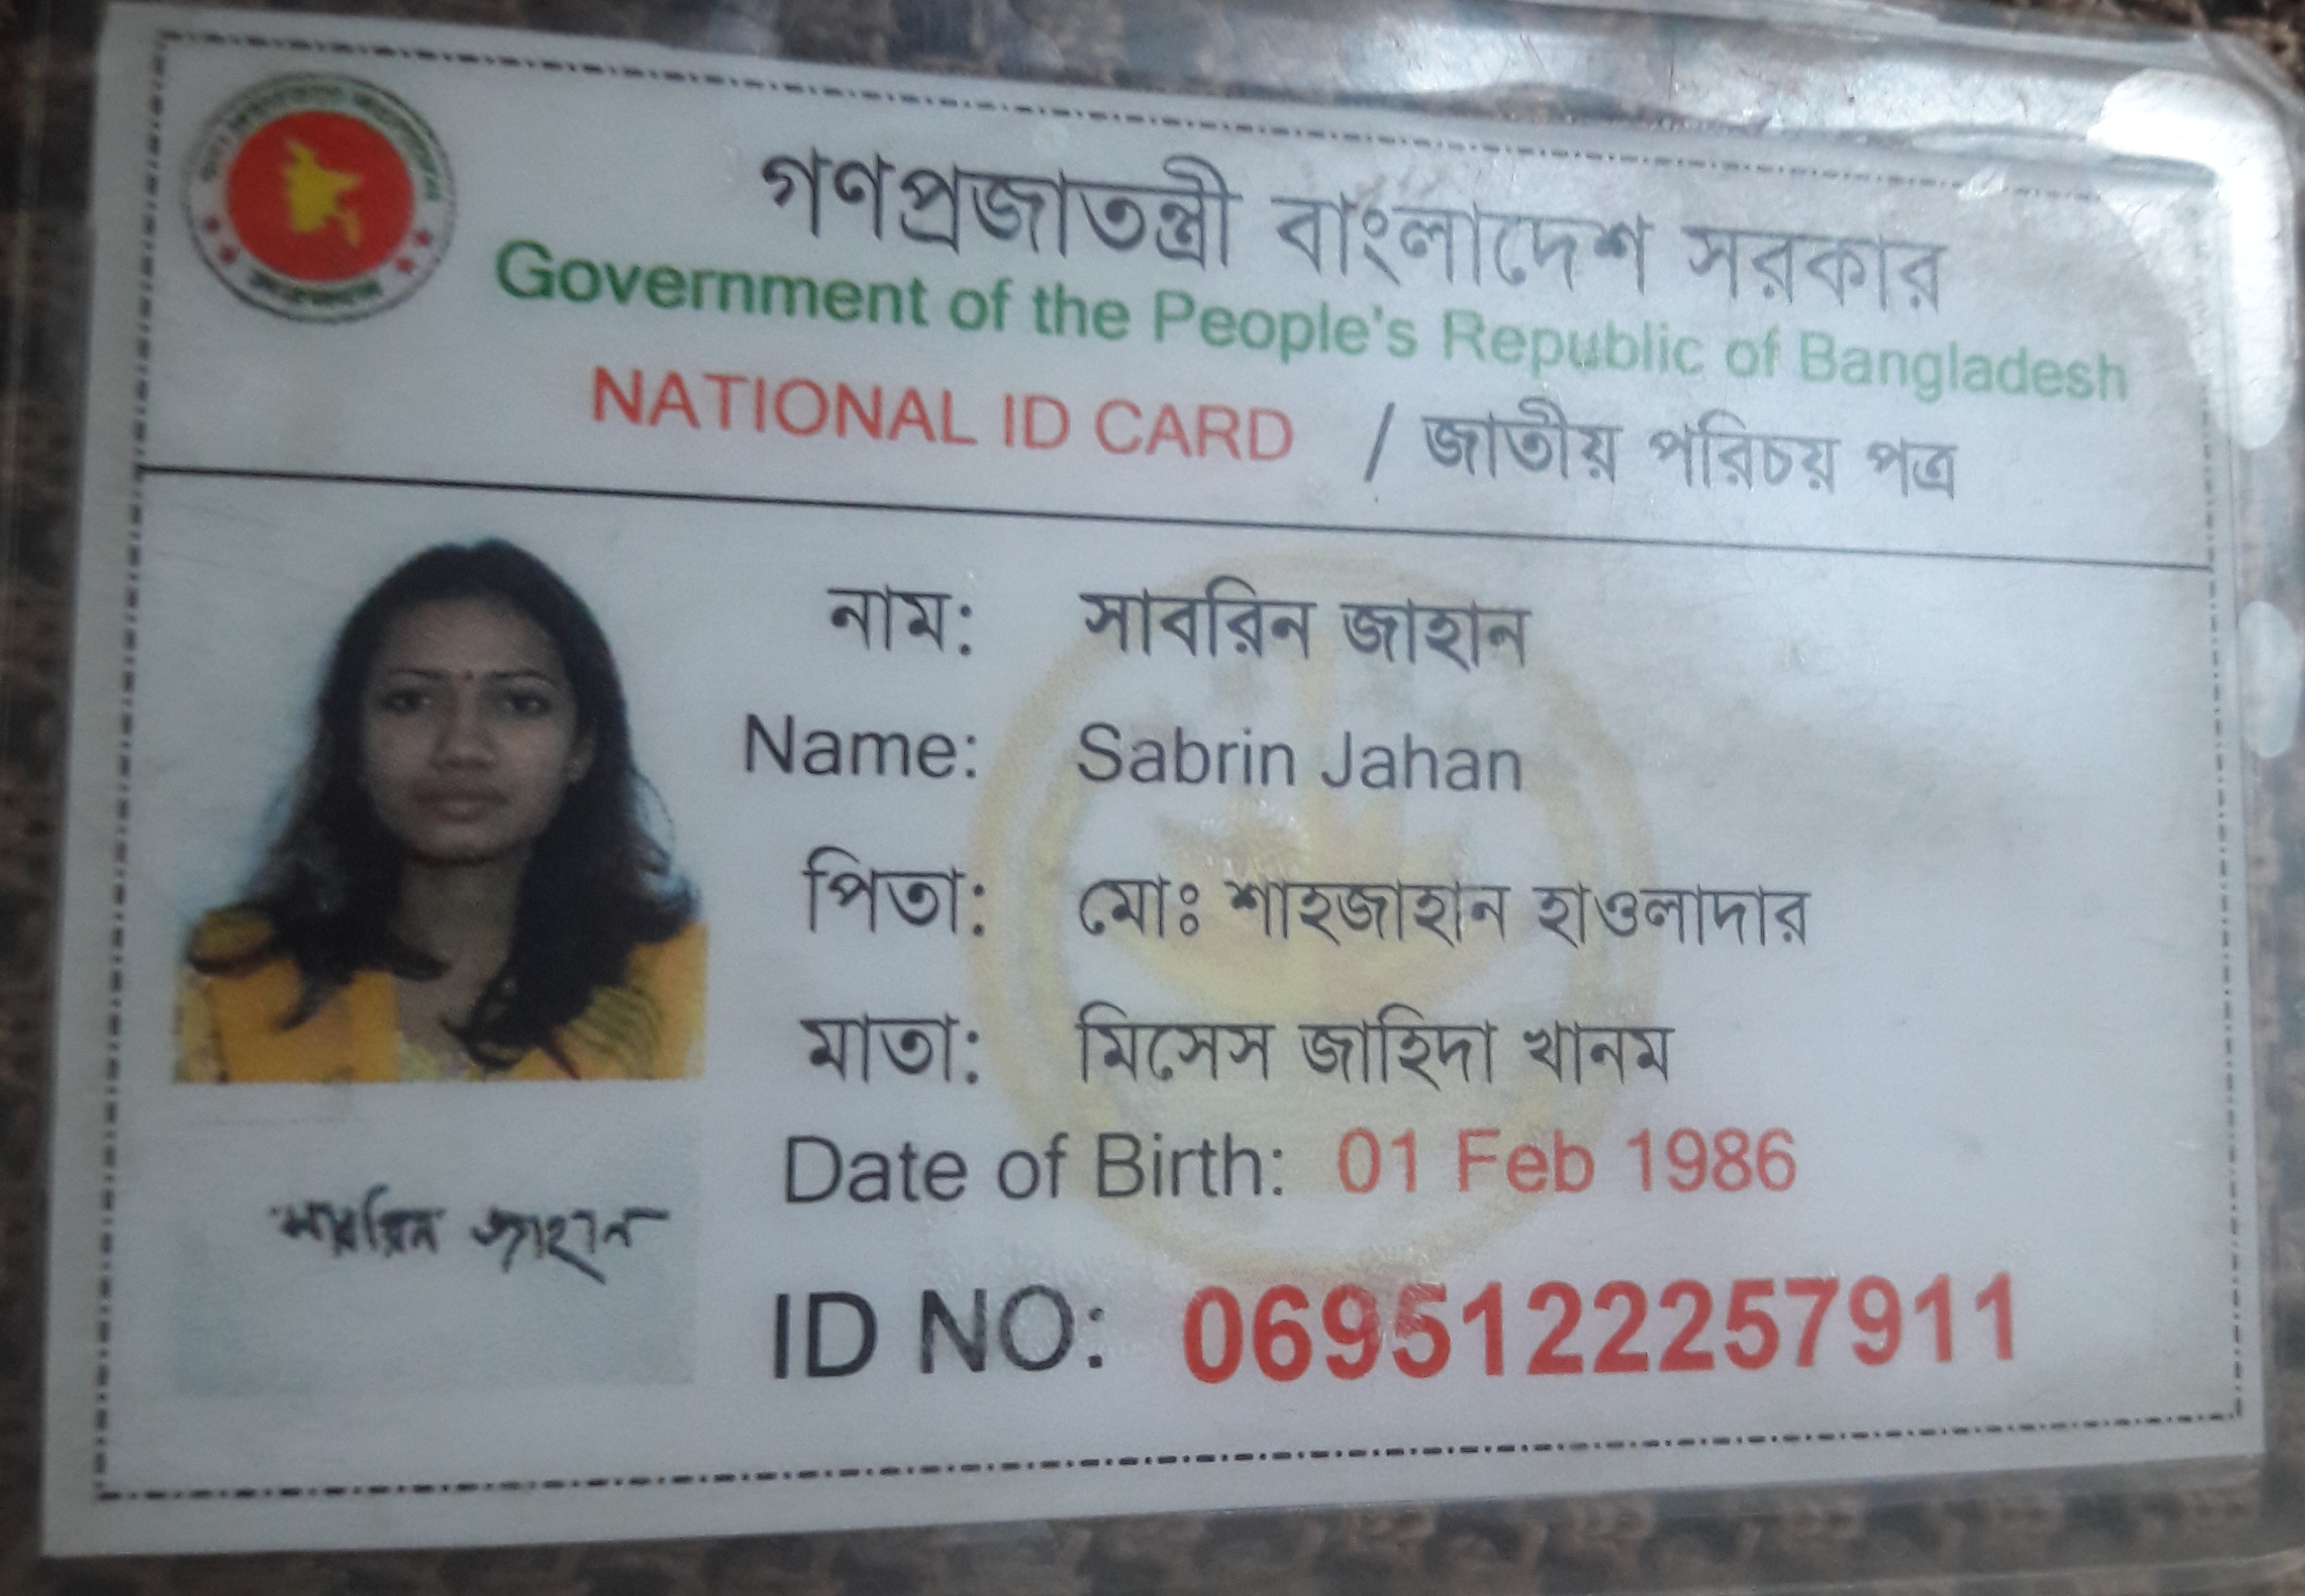 গণপ্রজাতন্ত্রী বাংলাদেশ সরকার
Government of the People's Republic of Bangladesh
NATIONAL ID CARD / জাতীয় পরিচয় পত্র
নাম: সাবরিন জাহান
Name: Sabrin Jahan
পিতা: মোঃ শাহজাহান হাওলাদার
মাতা: মিসেস জাহিদা খানম
Date of Birth: 01 Feb 1986
সাবরিন জাহান
ID NO: 0695122257911